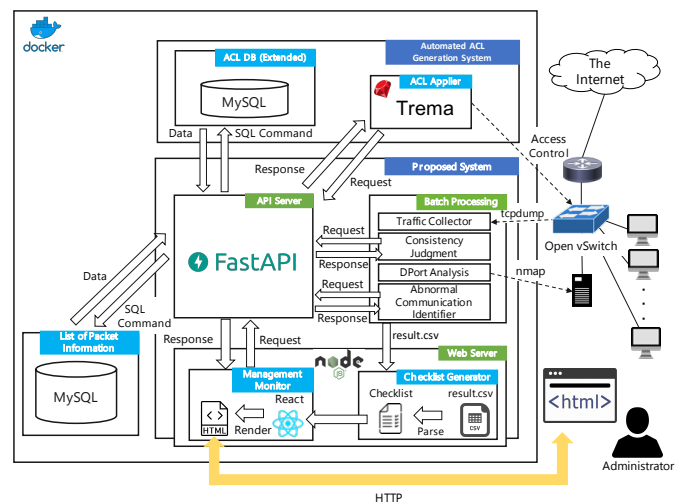 docker
ACL DB (Extended)
MySQL
Automated ACL
Generation System
ACL Applier
Trema
The
Internet
Data
SQL Command
Response
Request
Access
Control
Proposed System
API Server
FastAPI
Batch Processing
Traffic Collector
Consistency
Judgment
DPort Analysis
Abnormal
Communication
Identifier
Request
Response
Request
Response
tcpdump
nmap
Open vSwitch
Data
SQL
Command
List of Packet
Information
MySQL
Response
Request
result.csv
node
JS
Web Server
Management
Monitor
React
HTML
Render
Checklist Generator
Checklist
result.csv
Parse
CSV
<html>
Administrator
HTTP